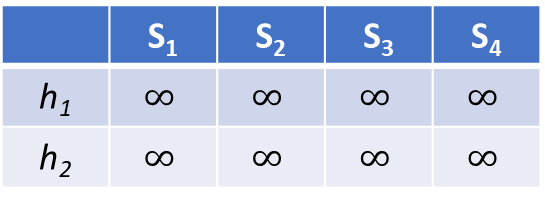 S₁ S₂ S₃ S₄
h₁ ∞ ∞ ∞ ∞
h₂ ∞ ∞ ∞ ∞